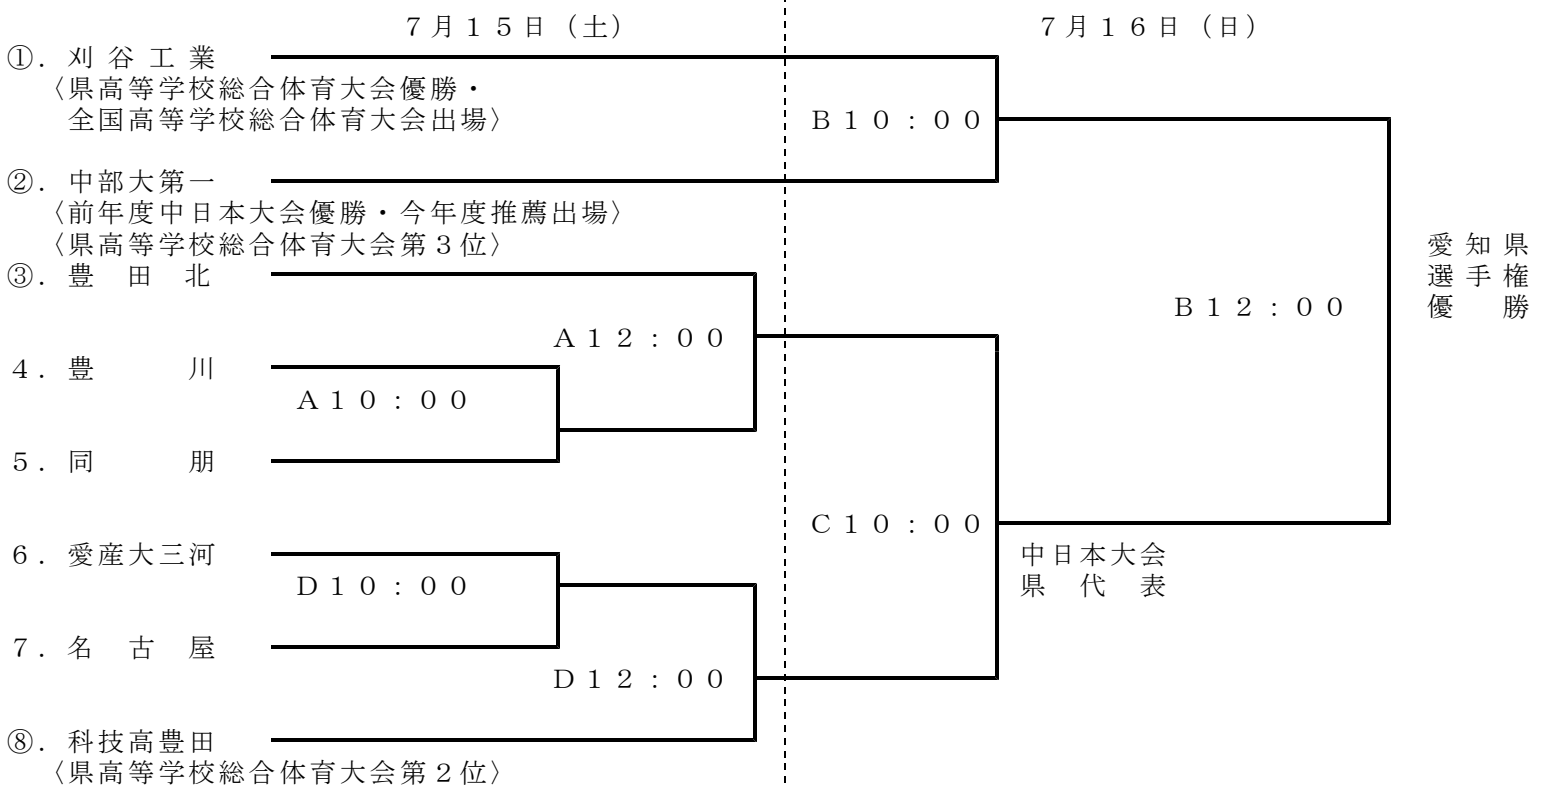 ７月１５日（土）
７月１６日（日）
①．刈谷工業
〈県高等学校総合体育大会優勝・
全国高等学校総合体育大会出場〉
Ｂ１０：００
②．中部大第一
〈前年度中日本大会優勝・今年度推薦出場〉
〈県高等学校総合体育大会第３位〉
③．豊　田　北
愛知県
選手権
優　勝
Ｂ１２：００
Ａ１２：００
４．豊　　　川
Ａ１０：００
５．同　　　朋
Ｃ１０：００
中日本大会
県　代　表
６．愛産大三河
Ｄ１０：００
７．名　古　屋
Ｄ１２：００
⑧．科技高豊田
〈県高等学校総合体育大会第２位〉